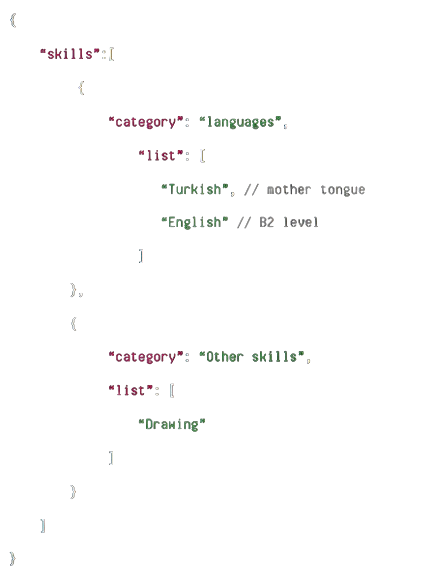 {
“skills”:[
{
“category”: “languages”,
“list”: [
“Turkish”, // mother tongue
“English” // B2 level
]
},
{
“category”: “Other skills”,
“list”: [
“Drawing”
]
}
]
}